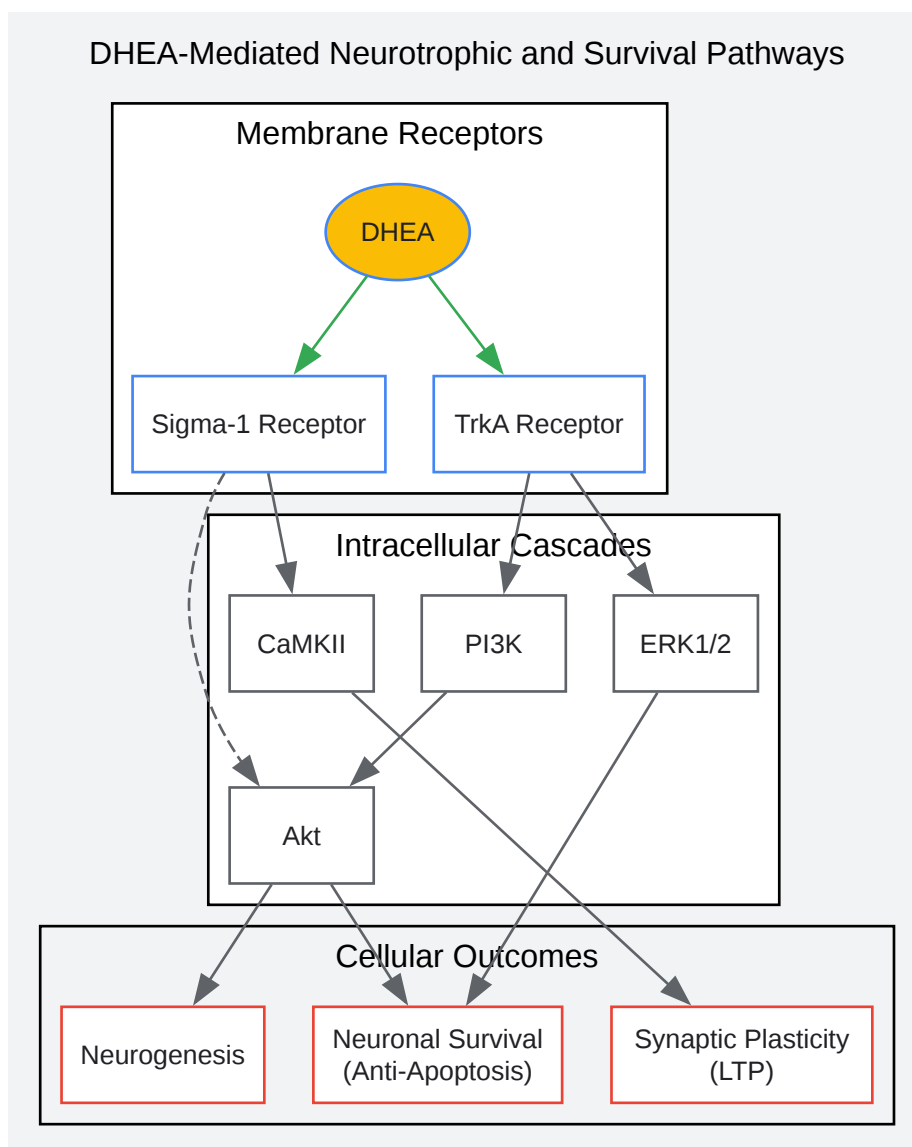 DHEA-Mediated Neurotrophic and Survival Pathways
Membrane Receptors
DHEA
Sigma-1 Receptor
TrkA Receptor
Intracellular Cascades
CaMKII
PI3K
ERK1/2
Akt
Cellular Outcomes
Neurogenesis
Neuronal Survival
(Anti-Apoptosis)
Synaptic Plasticity
(LTP)